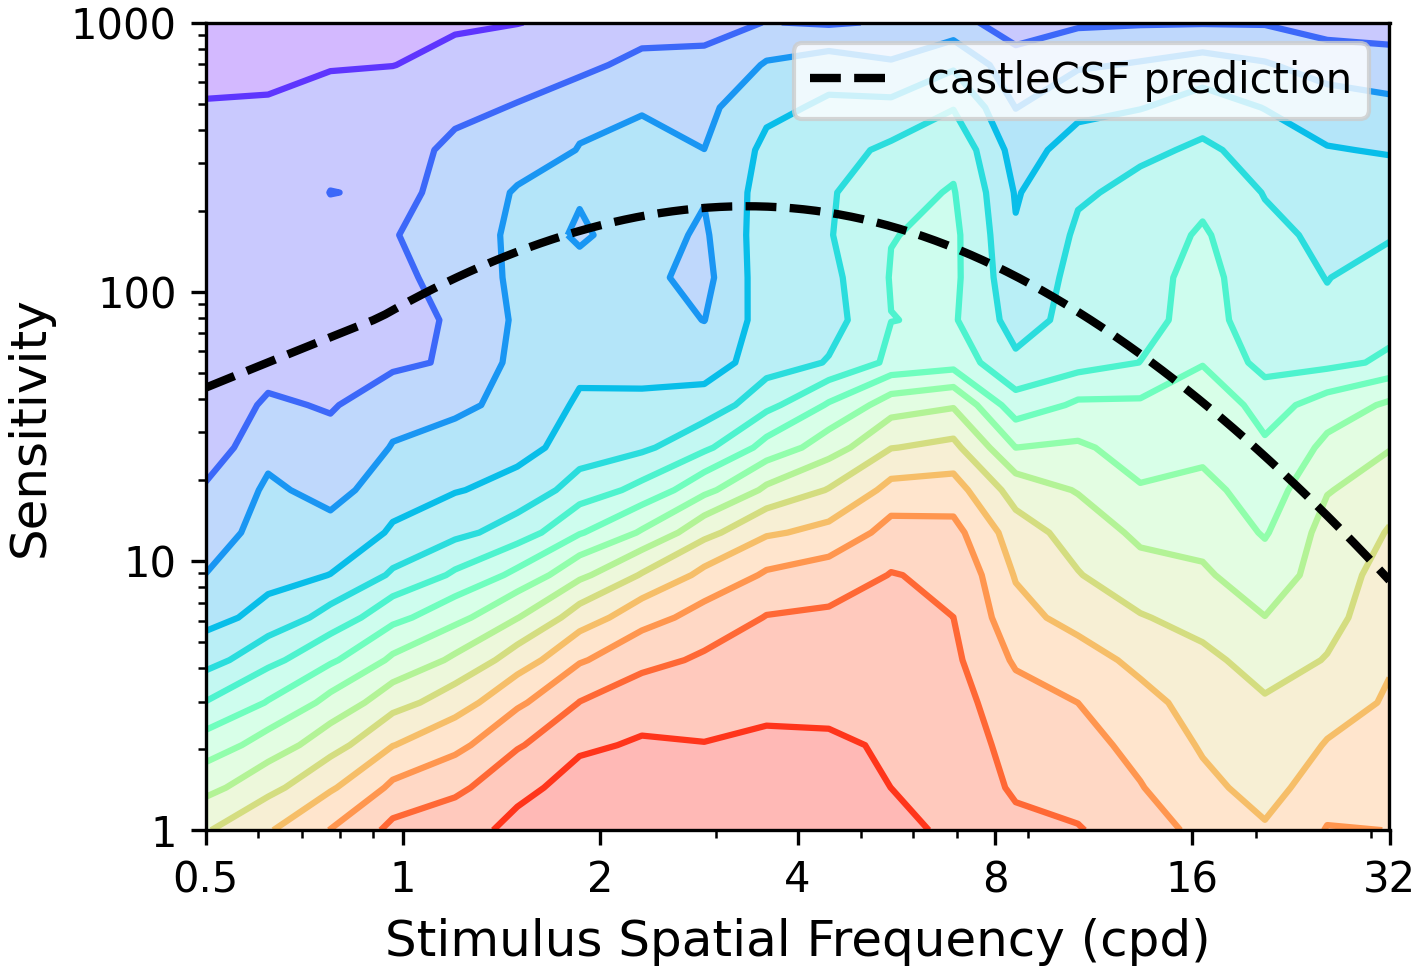 1000
100
10
1
Sensitivity
castleCSF prediction
0.5 1 2 4 8 16 32
Stimulus Spatial Frequency (cpd)